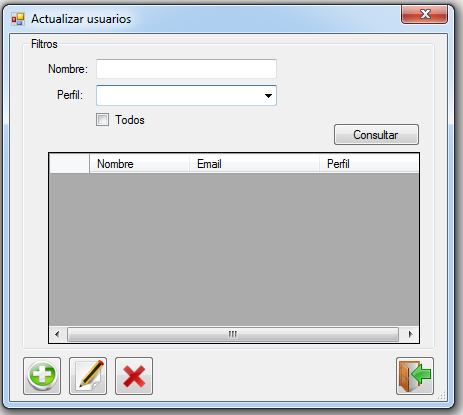 Actualizar usuarios
Filtros
Nombre:
Perfil:
Todos
Consultar
Nombre Email Perfil